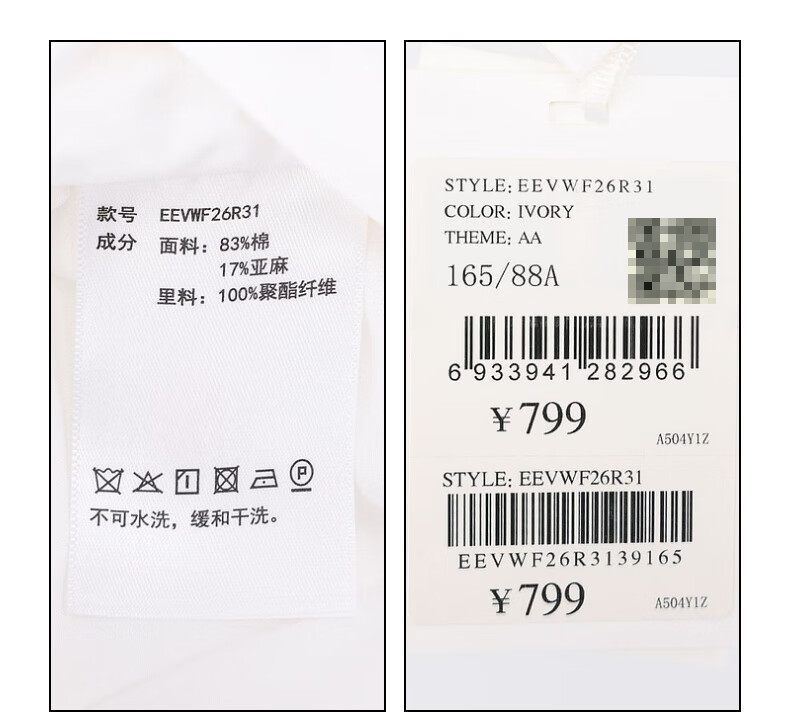 款号 EEVWF26R31
成分 面料：83%棉
17%亚麻
里料：100%聚酯纤维
P
不可水洗，缓和干洗。
STYLE: EEVWF26R31
COLOR: IVORY
THEME: AA
165/88A
6 933941 282966
¥799
A504Y1Z
STYLE: EEVWF26R31
EEVWF26R3139165
¥799
A504Y1Z